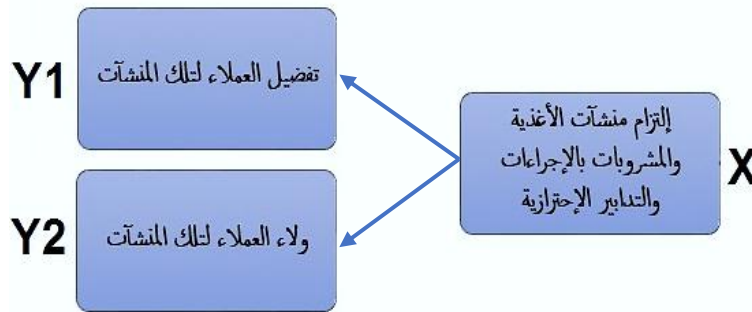 X
إلتزام منشآت الأغذية
والمشروبات بالإجراءات
والتدابير الإحترازية
Y1
تفضيل العملاء لتلك المنشآت
Y2
ولاء العملاء لتلك المنشآت